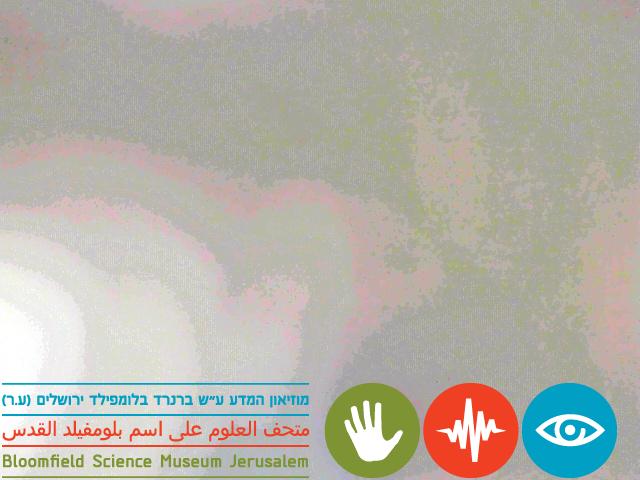 מוזיאון המדע ע״ש ברנרד בלומפילד ירושלים (ע.ר)
متحف العلوم على اسم بلومفيلد القدس
Bloomfield Science Museum Jerusalem